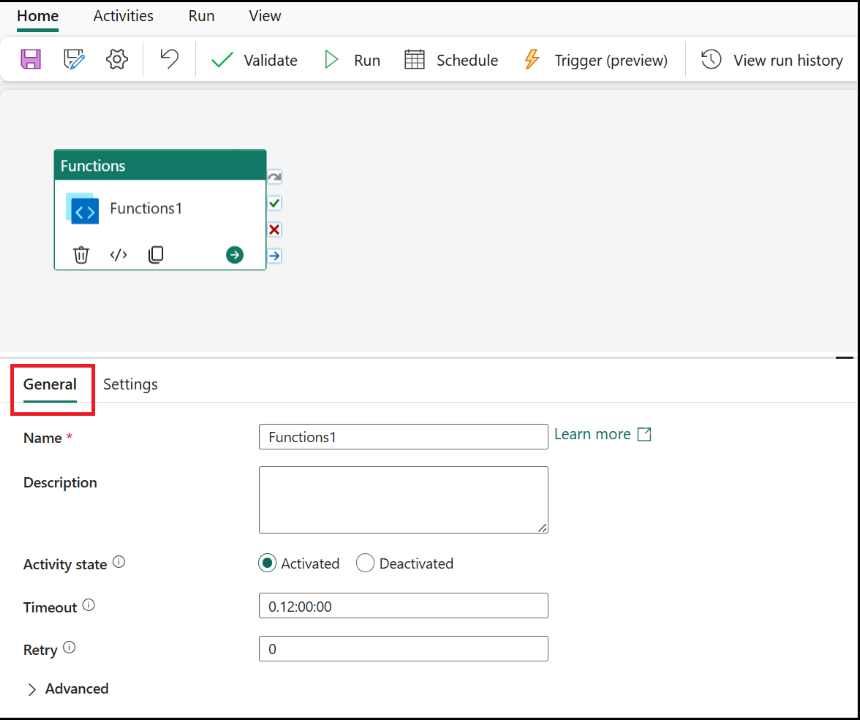 Home Activities Run View
Validate Run Schedule Trigger (preview) View run history
Functions
Functions1
General Settings
Name * Functions1 Learn more
Description
Activity state Activated Deactivated
Timeout 0.12:00:00
Retry 0
Advanced